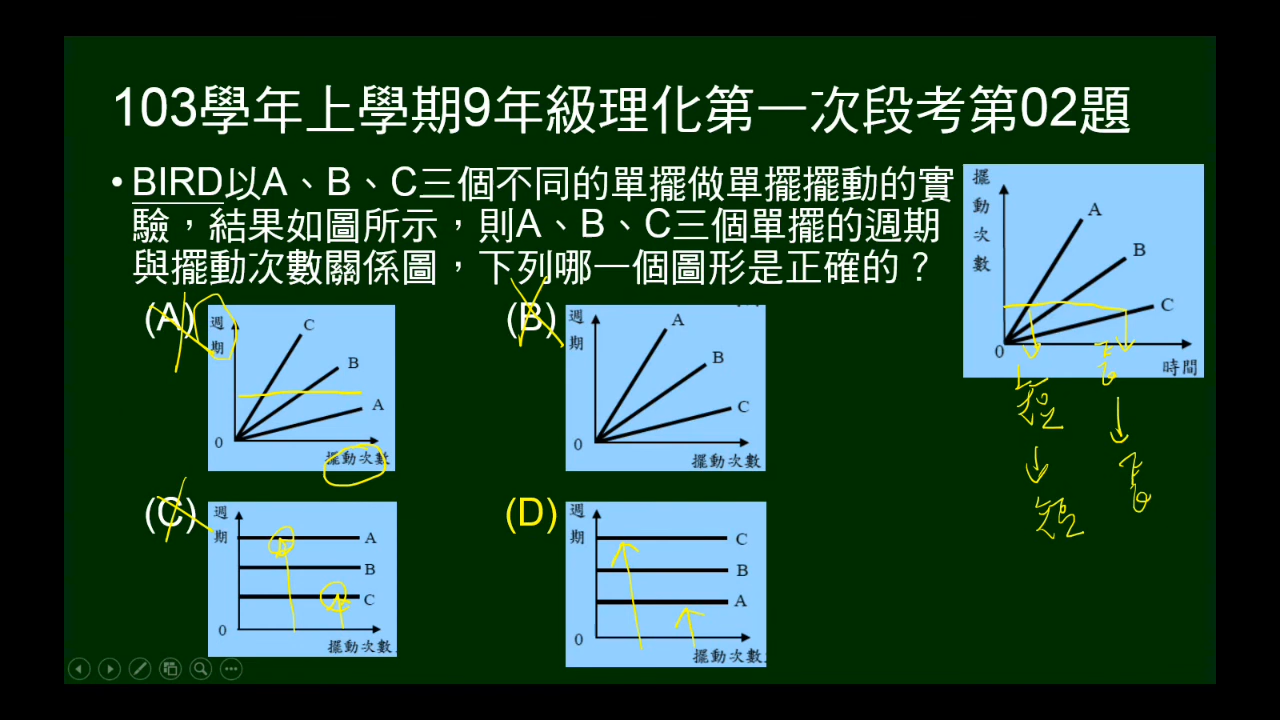 103學年上學期9年級理化第一次段考第02題
•BIRD以A、B、C三個不同的單擺做單擺擺動的實
驗，結果如圖所示，則A、B、C三個單擺的週期
與擺動次數關係圖，下列哪一個圖形是正確的？
擺動次數
A
B
C
0
時間
短
長
短
長
(A)
週期
C
B
A
0
擺動次數
(B)
週期
A
B
C
0
擺動次數
(C)
週期
A
B
C
0
擺動次數
(D)
週期
C
B
A
0
擺動次數